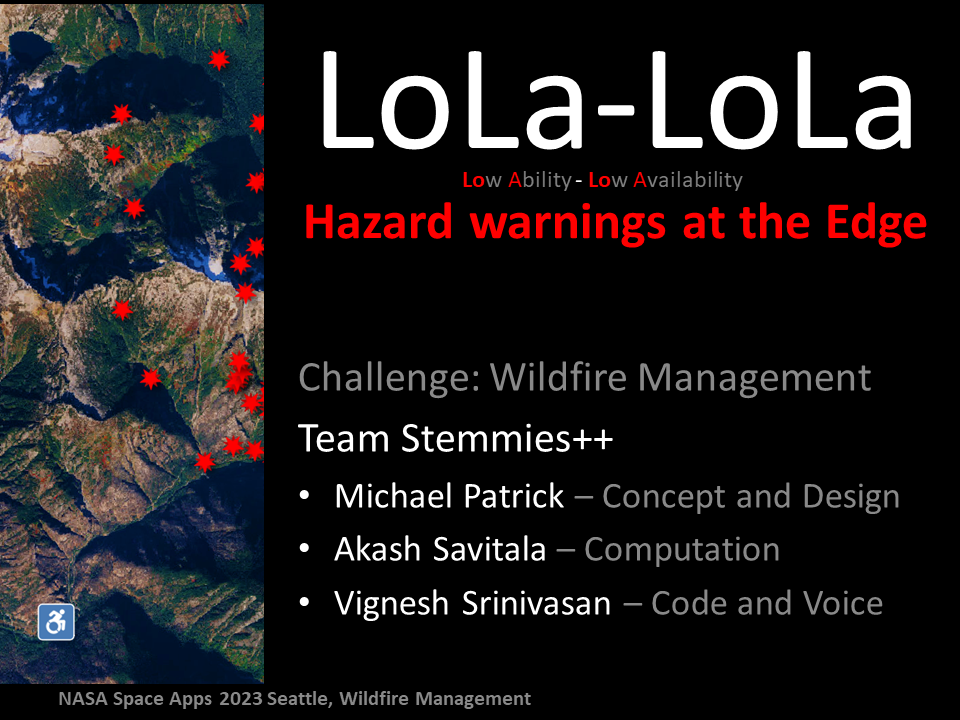 LoLa-LoLa
Low Ability - Low Availability
Hazard warnings at the Edge
Challenge: Wildfire Management
Team Stemmies++
• Michael Patrick – Concept and Design
• Akash Savitala – Computation
• Vignesh Srinivasan – Code and Voice
NASA Space Apps 2023 Seattle, Wildfire Management